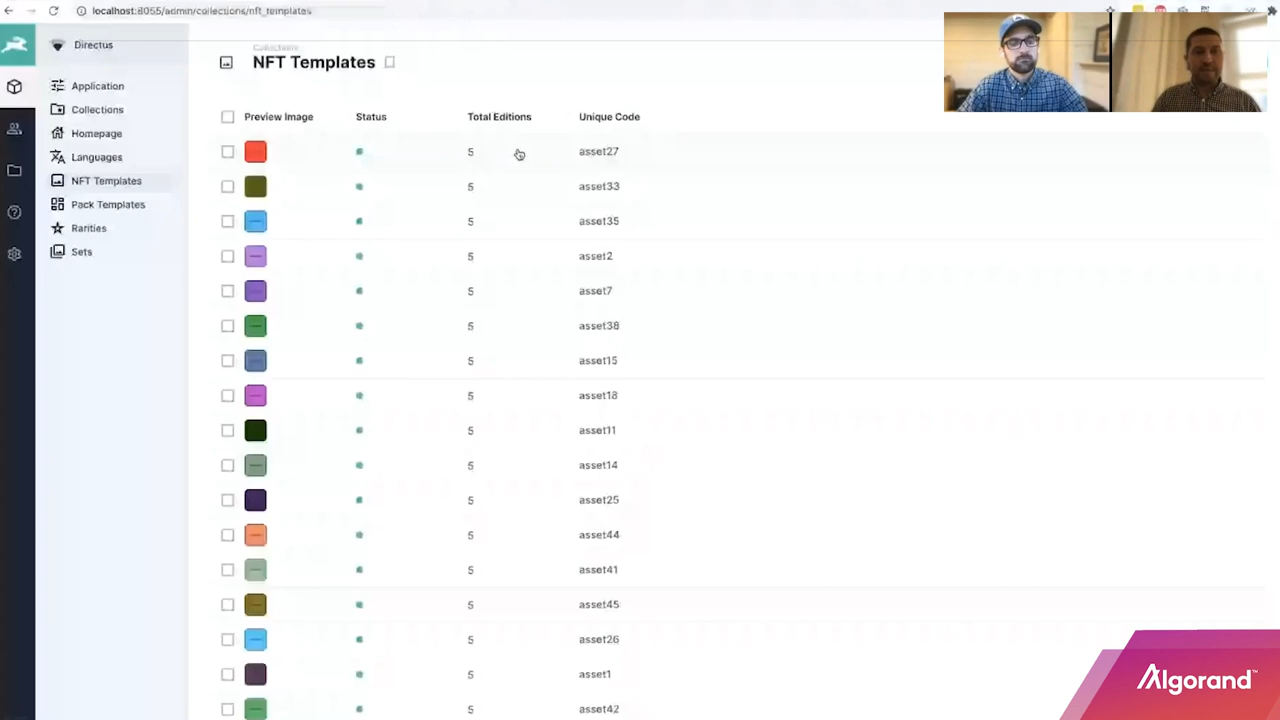 localhost:8055/admin/collections/nft_templates
Directus
Application
Collections
Homepage
Languages
NFT Templates
Pack Templates
Rarities
Sets
Collections
NFT Templates
Preview Image Status Total Editions Unique Code
5 asset27
5 asset33
5 asset35
5 asset2
5 asset7
5 asset38
5 asset15
5 asset18
5 asset11
5 asset14
5 asset25
5 asset44
5 asset41
5 asset45
5 asset26
5 asset1
5 asset42
Algorand™